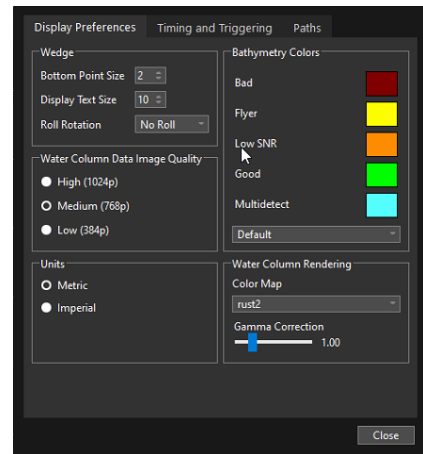 Display Preferences
Timing and Triggering
Paths
Wedge
Bottom Point Size 2
Display Text Size 10
Roll Rotation No Roll
Water Column Data Image Quality
High (1024p)
Medium (768p)
Low (384p)
Units
Metric
Imperial
Bathymetry Colors
Bad
Flyer
Low SNR
Good
Multidetect
Default
Water Column Rendering
Color Map
rust2
Gamma Correction
1.00
Close